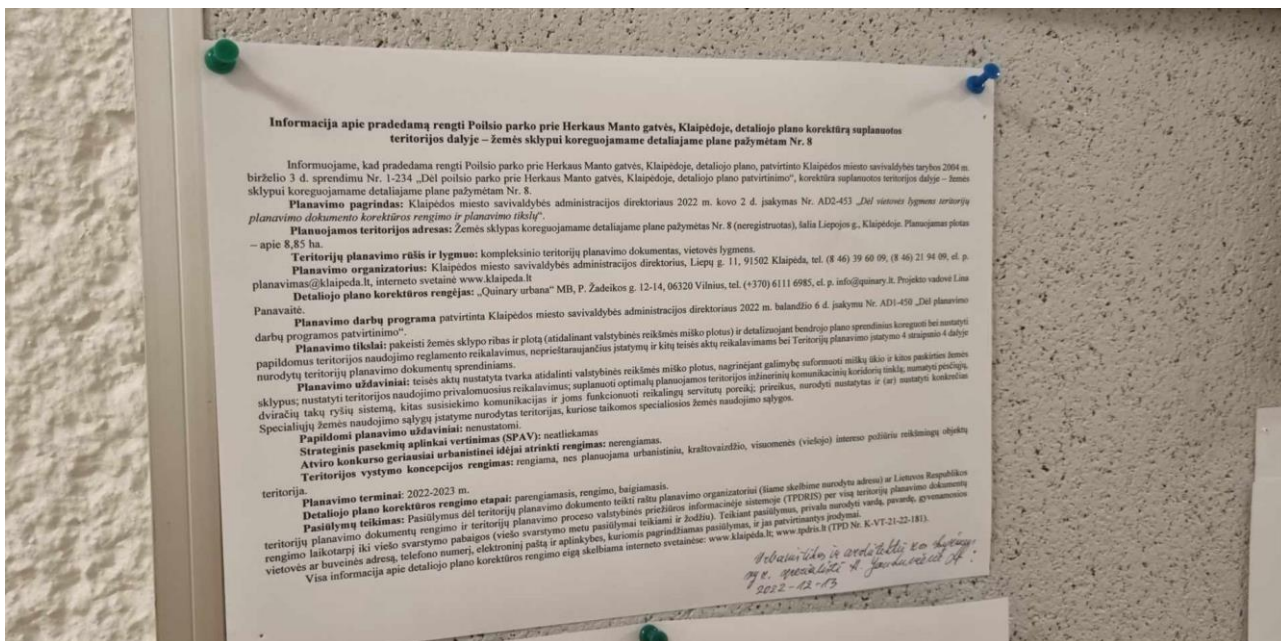 Informacija apie pradedamą rengti Poilsio parko prie Herkaus Manto gatvės, Klaipėdoje, detaliojo plano korektūrą suplanuotos
teritorijos dalyje – žemės sklypui koreguojamame detaliajame plane pažymėtam Nr. 8
Informuojame, kad pradedama rengti Poilsio parko prie Herkaus Manto gatvės, Klaipėdoje, detaliojo plano, patvirtinto Klaipėdos miesto savivaldybės tarybos 2004 m.
birželio 3 d. sprendimu Nr. 1-234 „Dėl poilsio parko prie Herkaus Manto gatvės, Klaipėdoje, detaliojo plano patvirtinimo“, korektūra suplanuotos teritorijos dalyje – žemės
sklypui koreguojamame detaliajame plane pažymėtam Nr. 8.
Planavimo pagrindas: Klaipėdos miesto savivaldybės administracijos direktoriaus 2022 m. kovo 2 d. įsakymas Nr. AD2-453 „Dėl vietovės lygmens teritorijų
planavimo dokumento korektūros rengimo ir planavimo tikslų“.
Planuojamos teritorijos adresas: Žemės sklypas koreguojamame detaliajame plane pažymėtas Nr. 8 (neregistruotas), šalia Liepojos g., Klaipėdoje. Planuojamas plotas
– apie 8,85 ha.
Teritorijų planavimo rūšis ir lygmuo: kompleksinio teritorijų planavimo dokumentas, vietovės lygmens.
Planavimo organizatorius: Klaipėdos miesto savivaldybės administracijos direktorius, Liepų g. 11, 91502 Klaipėda, tel. (8 46) 39 60 09, (8 46) 21 94 09, el. p.
planavimas@klaipeda.lt, interneto svetainė www.klaipeda.lt
Detaliojo plano korektūros rengėjas: „Quinary urbana“ MB, P. Žadeikos g. 12-14, 06320 Vilnius, tel. (+370) 6111 6985, el. p. info@quinary.lt. Projekto vadovė Lina
Panavaitė.
Planavimo darbų programa patvirtinta Klaipėdos miesto savivaldybės administracijos direktoriaus 2022 m. balandžio 6 d. įsakymu Nr. AD1-450 „Dėl planavimo
darbų programos patvirtinimo“.
Planavimo tikslai: pakeisti žemės sklypo ribas ir plotą (atidalinant valstybinės reikšmės miško plotus) ir detalizuojant bendrojo plano sprendinius koreguoti bei nustatyti
papildomus teritorijos naudojimo reglamento reikalavimus, neprieštaraujančius įstatymų ir kitų teisės aktų reikalavimams bei Teritorijų planavimo įstatymo 4 straipsnio 4 dalyje
nurodytų teritorijų planavimo dokumentų sprendiniams.
Planavimo uždaviniai: teisės aktų nustatyta tvarka atidalinti valstybinės reikšmės miško plotus, nagrinėjant galimybę suformuoti miškų ūkio ir kitos paskirties žemės
sklypus; nustatyti teritorijos naudojimo privalomuosius reikalavimus; suplanuoti optimalų planuojamos teritorijos inžinerinių komunikacinių koridorių tinklą; numatyti pėsčiųjų,
dviračių takų ryšių sistemą, kitas susisiekimo komunikacijas ir joms funkcionuoti reikalingų servitutų poreikį; prireikus, nurodyti nustatytas ir (ar) nustatyti konkrečias
Specialiųjų žemės naudojimo sąlygų įstatyme nurodytas teritorijas, kuriose taikomos specialiosios žemės naudojimo sąlygos.
Papildomi planavimo uždaviniai: nenustatomi.
Strateginis pasekmių aplinkai vertinimas (SPAV): neatliekamas
Atviro konkurso geriausiai urbanistinei idėjai atrinkti rengimas: nerengiamas.
Teritorijos vystymo koncepcijos rengimas: rengiama, nes planuojama urbanistiniu, kraštovaizdžio, visuomenės (viešojo) intereso požiūriu reikšmingų objektų
teritorija.
Planavimo terminai: 2022-2023 m.
Detaliojo plano korektūros rengimo etapai: parengiamasis, rengimo, baigiamasis.
Pasiūlymų teikimas: Pasiūlymus dėl teritorijų planavimo dokumento teikti raštu planavimo organizatoriui (šiame skelbime nurodytu adresu) ar Lietuvos Respublikos
teritorijų planavimo dokumentų rengimo ir teritorijų planavimo proceso valstybinės priežiūros informacinėje sistemoje (TPDRIS) per visą teritorijų planavimo dokumentų
rengimo laikotarpį iki viešo svarstymo pabaigos (viešo svarstymo metu pasiūlymai teikiami ir žodžiu). Teikiant pasiūlymus, privalu nurodyti vardą, pavardę, gyvenamosios
vietovės ar buveinės adresą, telefono numerį, elektroninį paštą ir aplinkybes, kuriomis pagrindžiamas pasiūlymas, ir jas patvirtinantys įrodymai.
Visa informacija apie detaliojo plano korektūros rengimo eigą skelbiama interneto svetainėse: www.klaipėda.lt; www.tpdris.lt (TPD Nr. K-VT-21-22-181).
Urbanistikos ir architektūros skyriaus
vyr. specialistė
2022-12-13